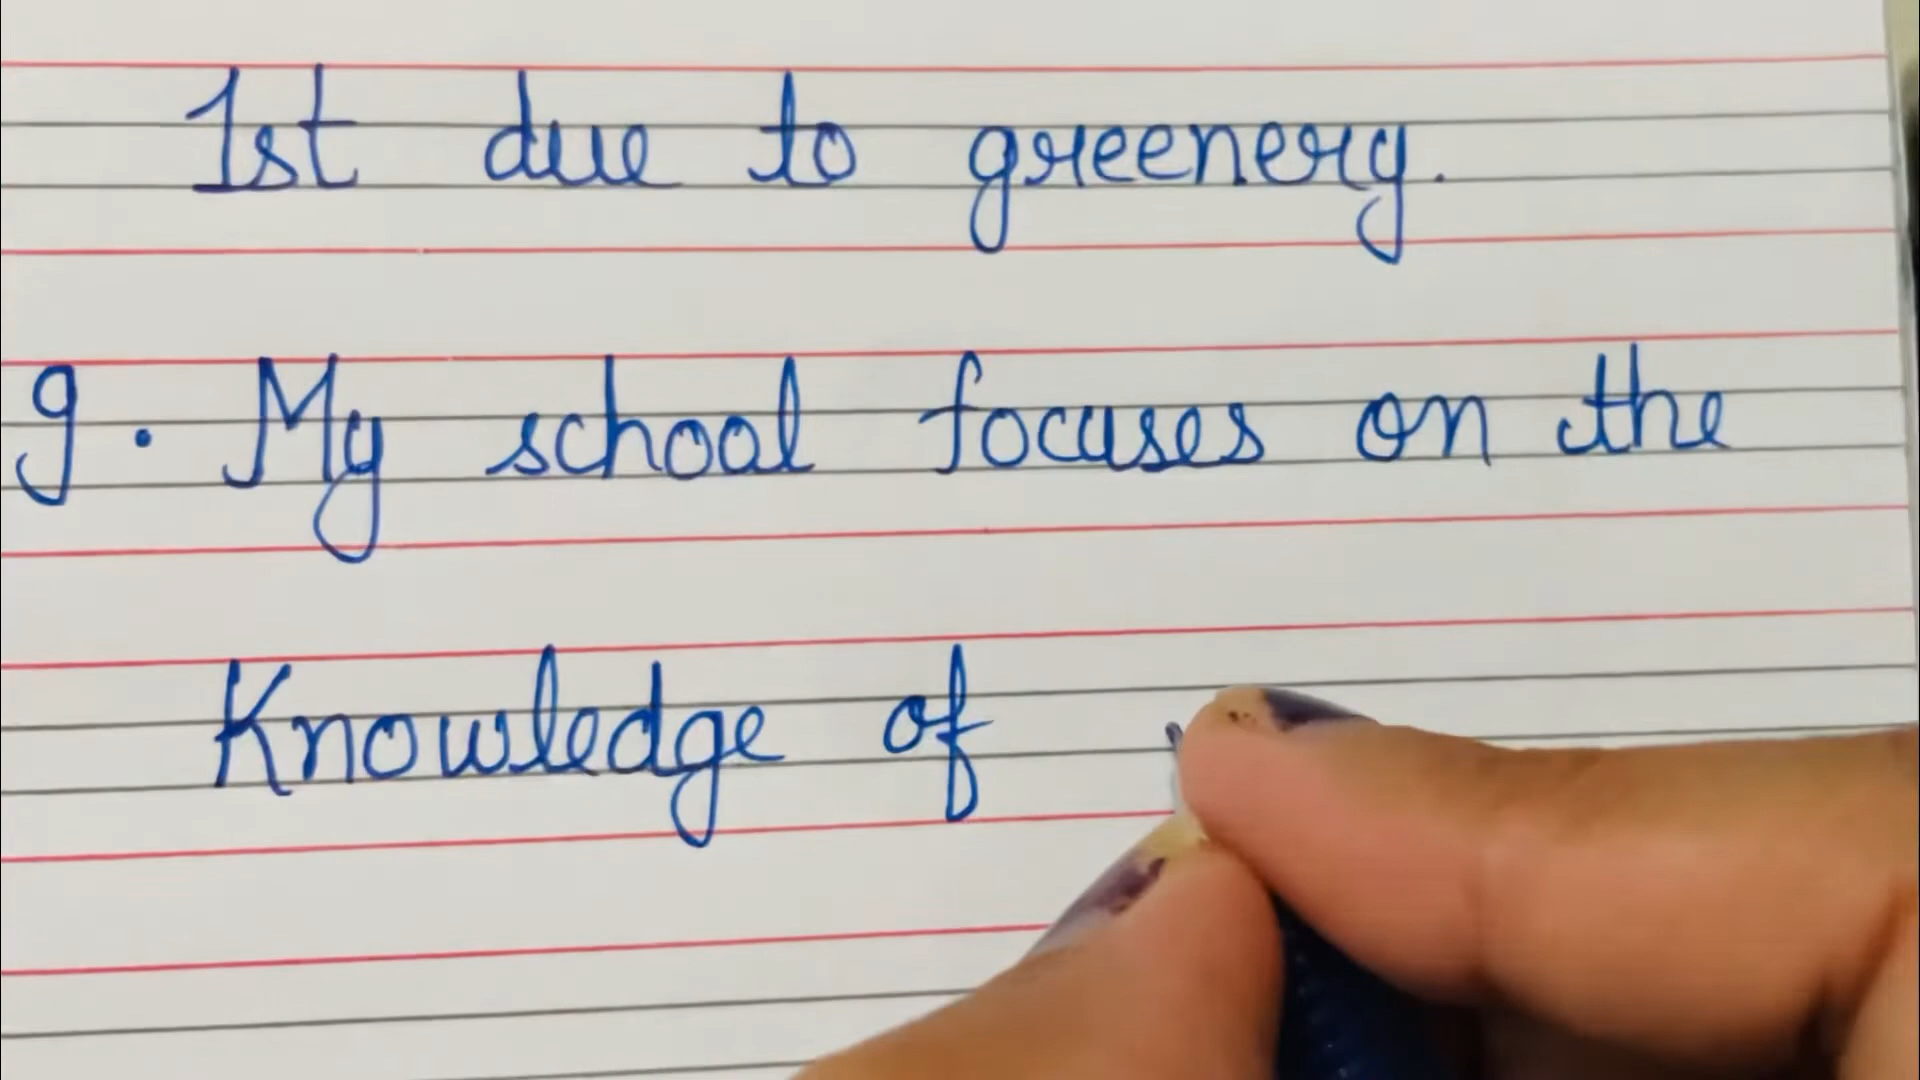 1st due to greenery.
9. My school focuses on the
Knowledge of